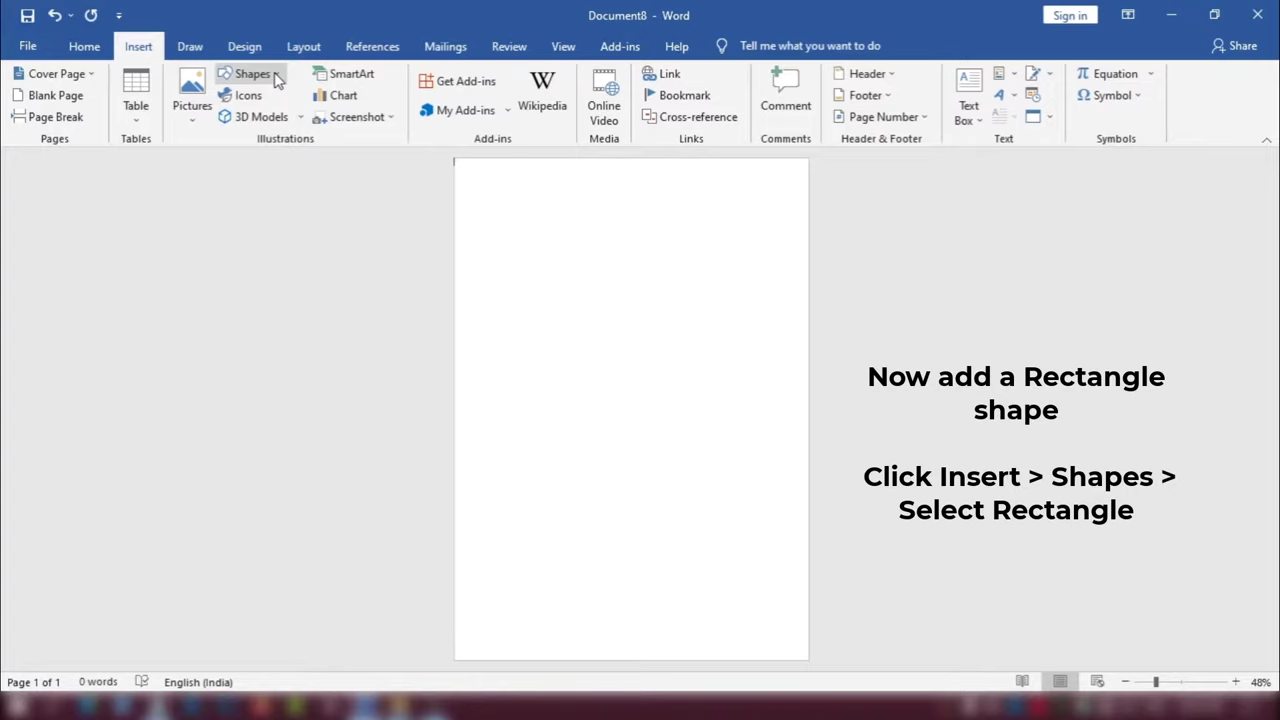 Document8 - Word
Sign in
File Home Insert Draw Design Layout References Mailings Review View Add-ins Help Tell me what you want to do Share
Cover Page
Blank Page
Page Break
Pages
Table
Tables
Pictures
Shapes
Icons
3D Models
SmartArt
Chart
Screenshot
Illustrations
Get Add-ins
My Add-ins
W
Wikipedia
Add-ins
Online
Video
Media
Link
Bookmark
Cross-reference
Links
Comment
Comments
Header
Footer
Page Number
Header & Footer
A
Text
Box
A
Text
π Equation
Ω Symbol
Symbols
Now add a Rectangle
shape
Click Insert > Shapes >
Select Rectangle
Page 1 of 1 0 words English (India) 48%